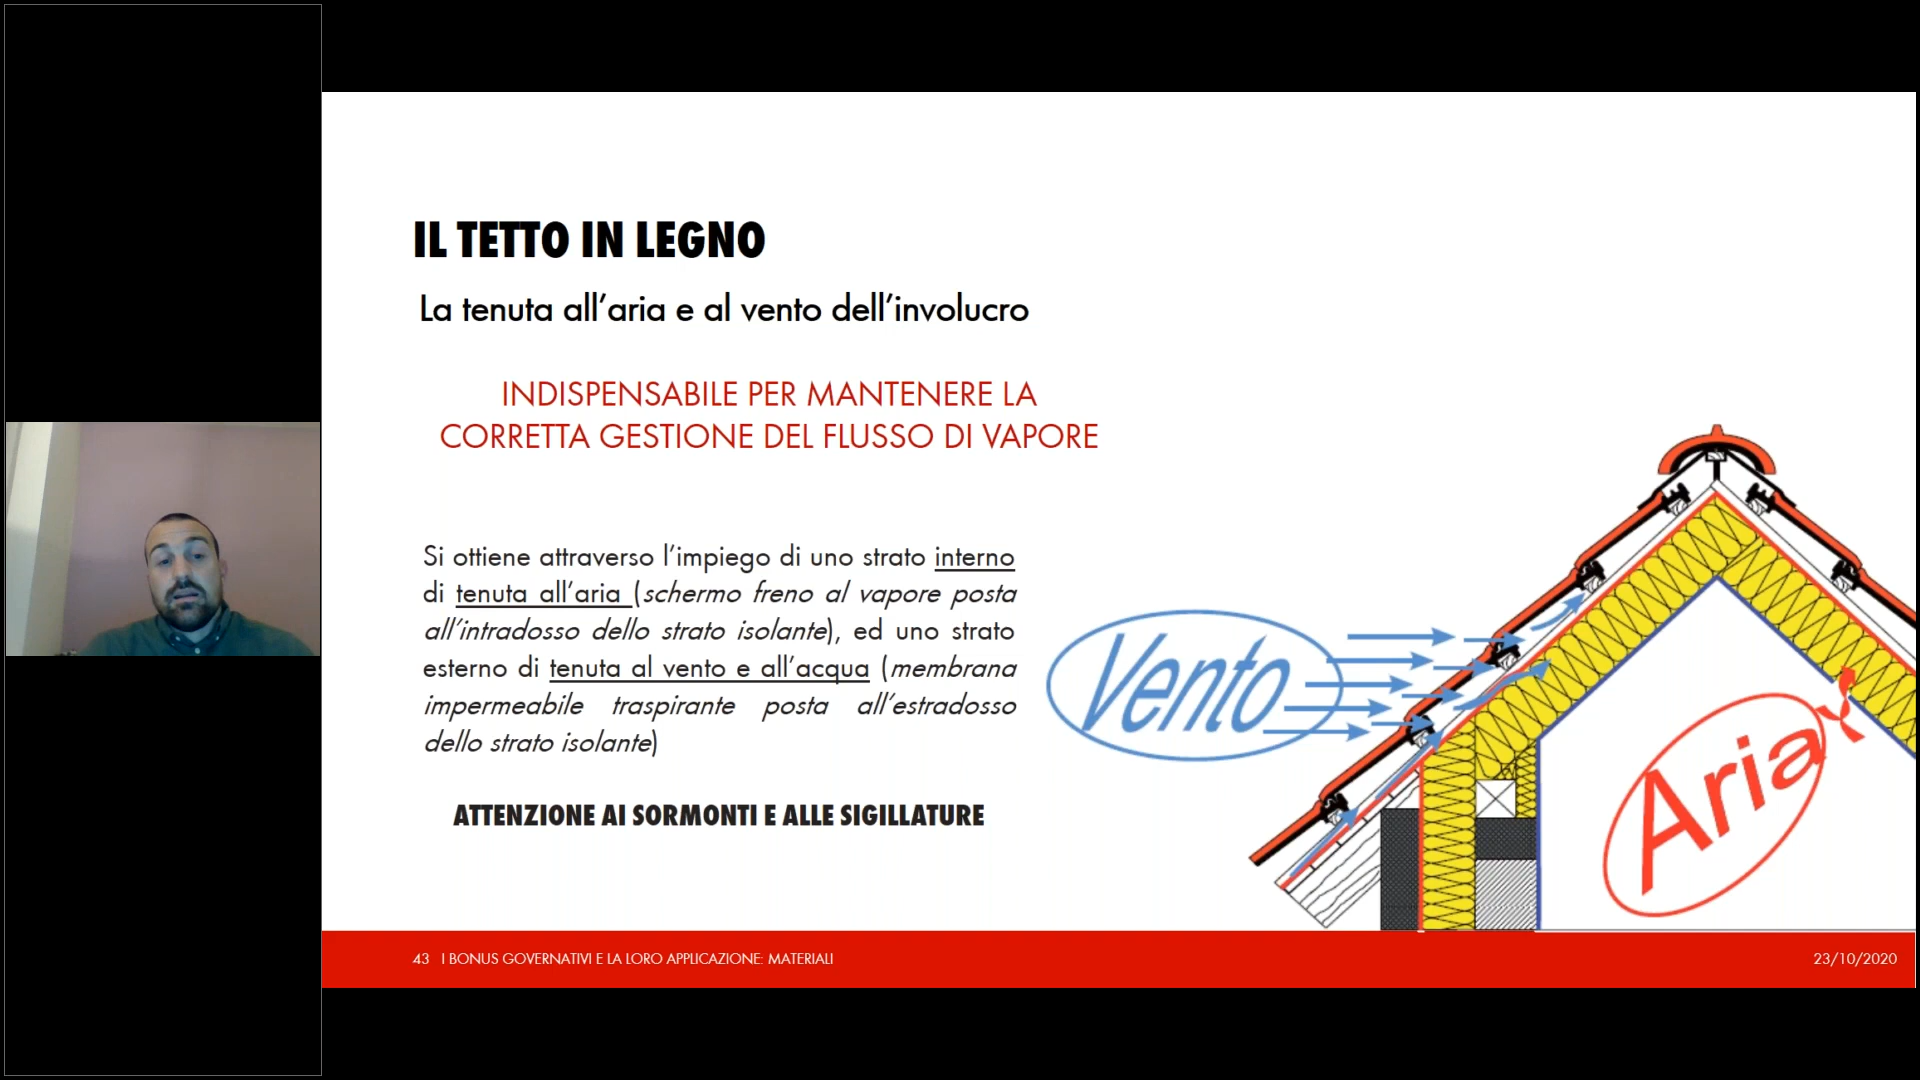 IL TETTO IN LEGNO
La tenuta all'aria e al vento dell'involucro
INDISPENSABILE PER MANTENERE LA
CORRETTA GESTIONE DEL FLUSSO DI VAPORE
Si ottiene attraverso l'impiego di uno strato interno
di tenuta all'aria (schermo freno al vapore posta
all'intradosso dello strato isolante), ed uno strato
esterno di tenuta al vento e all'acqua (membrana
impermeabile traspirante posta all'estradosso
dello strato isolante)
ATTENZIONE AI SORMONTI E ALLE SIGILLATURE
Vento
Aria
43 I BONUS GOVERNATIVI E LA LORO APPLICAZIONE: MATERIALI
23/10/2020